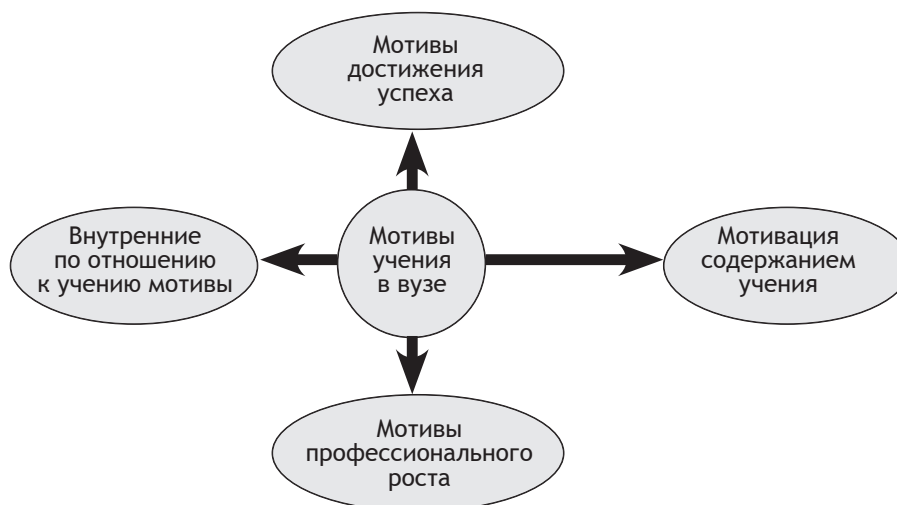 Мотивы
достижения
успеха
Внутренние
по отношению
к учению мотивы
Мотивы
учения
в вузе
Мотивация
содержанием
учения
Мотивы
профессионального
роста